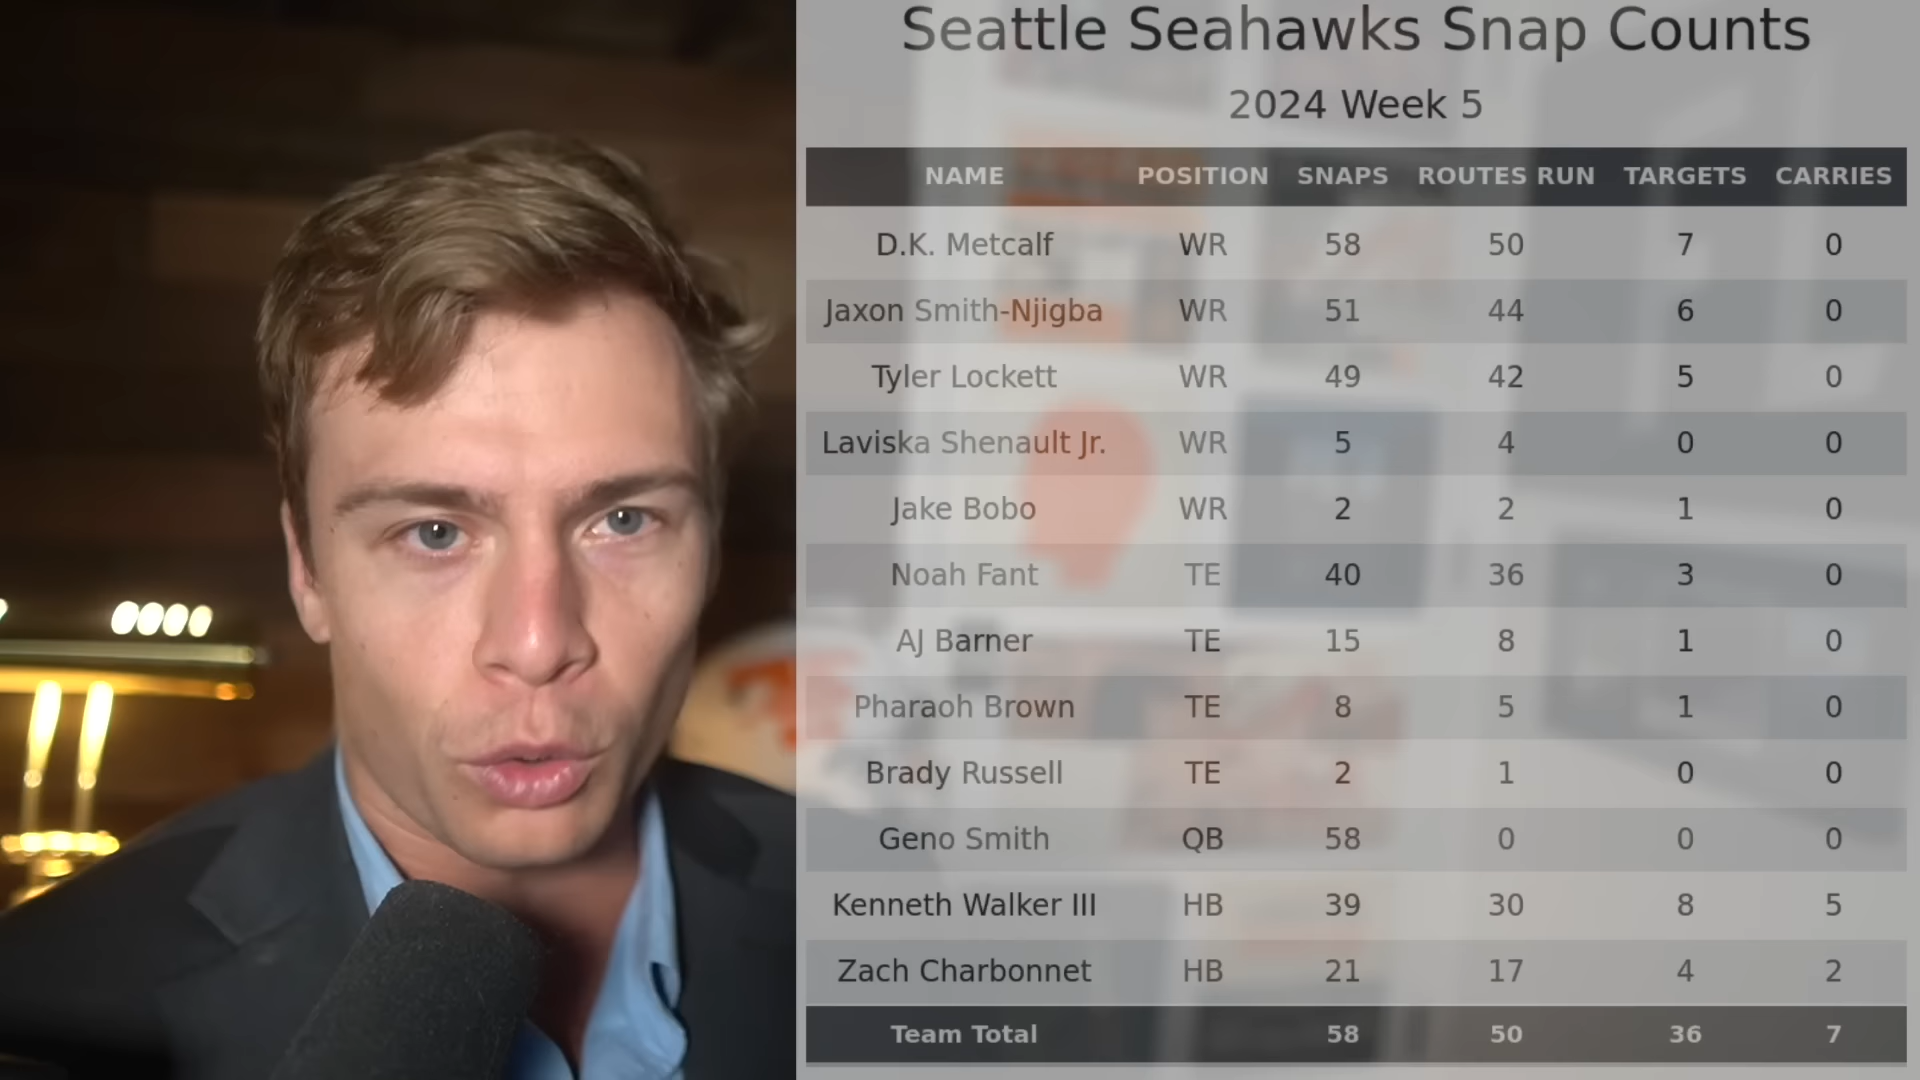 Seattle Seahawks Snap Counts
2024 Week 5
NAME POSITION SNAPS ROUTES RUN TARGETS CARRIES
D.K. Metcalf WR 58 50 7 0
Jaxon Smith-Njigba WR 51 44 6 0
Tyler Lockett WR 49 42 5 0
Laviska Shenault Jr. WR 5 4 0 0
Jake Bobo WR 2 2 1 0
Noah Fant TE 40 36 3 0
AJ Barner TE 15 8 1 0
Pharaoh Brown TE 8 5 1 0
Brady Russell TE 2 1 0 0
Geno Smith QB 58 0 0 0
Kenneth Walker III HB 39 30 8 5
Zach Charbonnet HB 21 17 4 2
Team Total 58 50 36 7